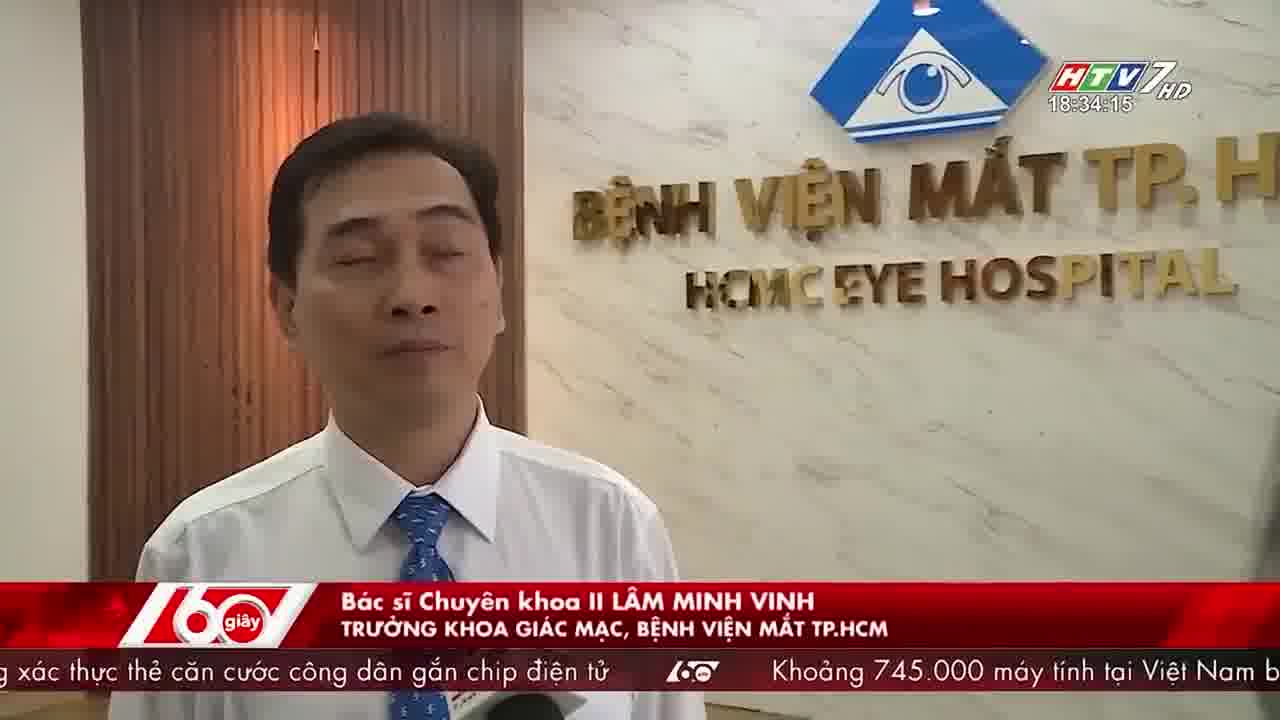 HTV7 HD
18:34:15
BỆNH VIỆN MẮT TP. H
HCMC EYE HOSPITAL
60 giây
Bác sĩ Chuyên khoa II LÂM MINH VINH
TRƯỞNG KHOA GIÁC MẠC, BỆNH VIỆN MẮT TP.HCM
g xác thực thẻ căn cước công dân gắn chip điện tử 60 giây Khoảng 745.000 máy tính tại Việt Nam b